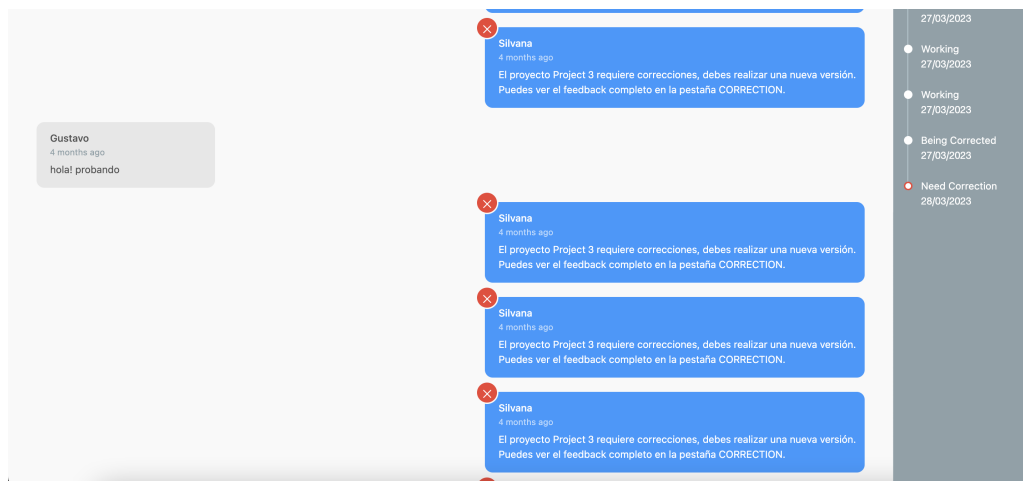 Silvana
4 months ago
El proyecto Project 3 requiere correcciones, debes realizar una nueva versión.
Puedes ver el feedback completo en la pestaña CORRECTION.
Gustavo
4 months ago
hola! probando
Silvana
4 months ago
El proyecto Project 3 requiere correcciones, debes realizar una nueva versión.
Puedes ver el feedback completo en la pestaña CORRECTION.
Silvana
4 months ago
El proyecto Project 3 requiere correcciones, debes realizar una nueva versión.
Puedes ver el feedback completo en la pestaña CORRECTION.
Silvana
4 months ago
El proyecto Project 3 requiere correcciones, debes realizar una nueva versión.
Puedes ver el feedback completo en la pestaña CORRECTION.
27/03/2023
Working
27/03/2023
Working
27/03/2023
Being Corrected
27/03/2023
Need Correction
28/03/2023